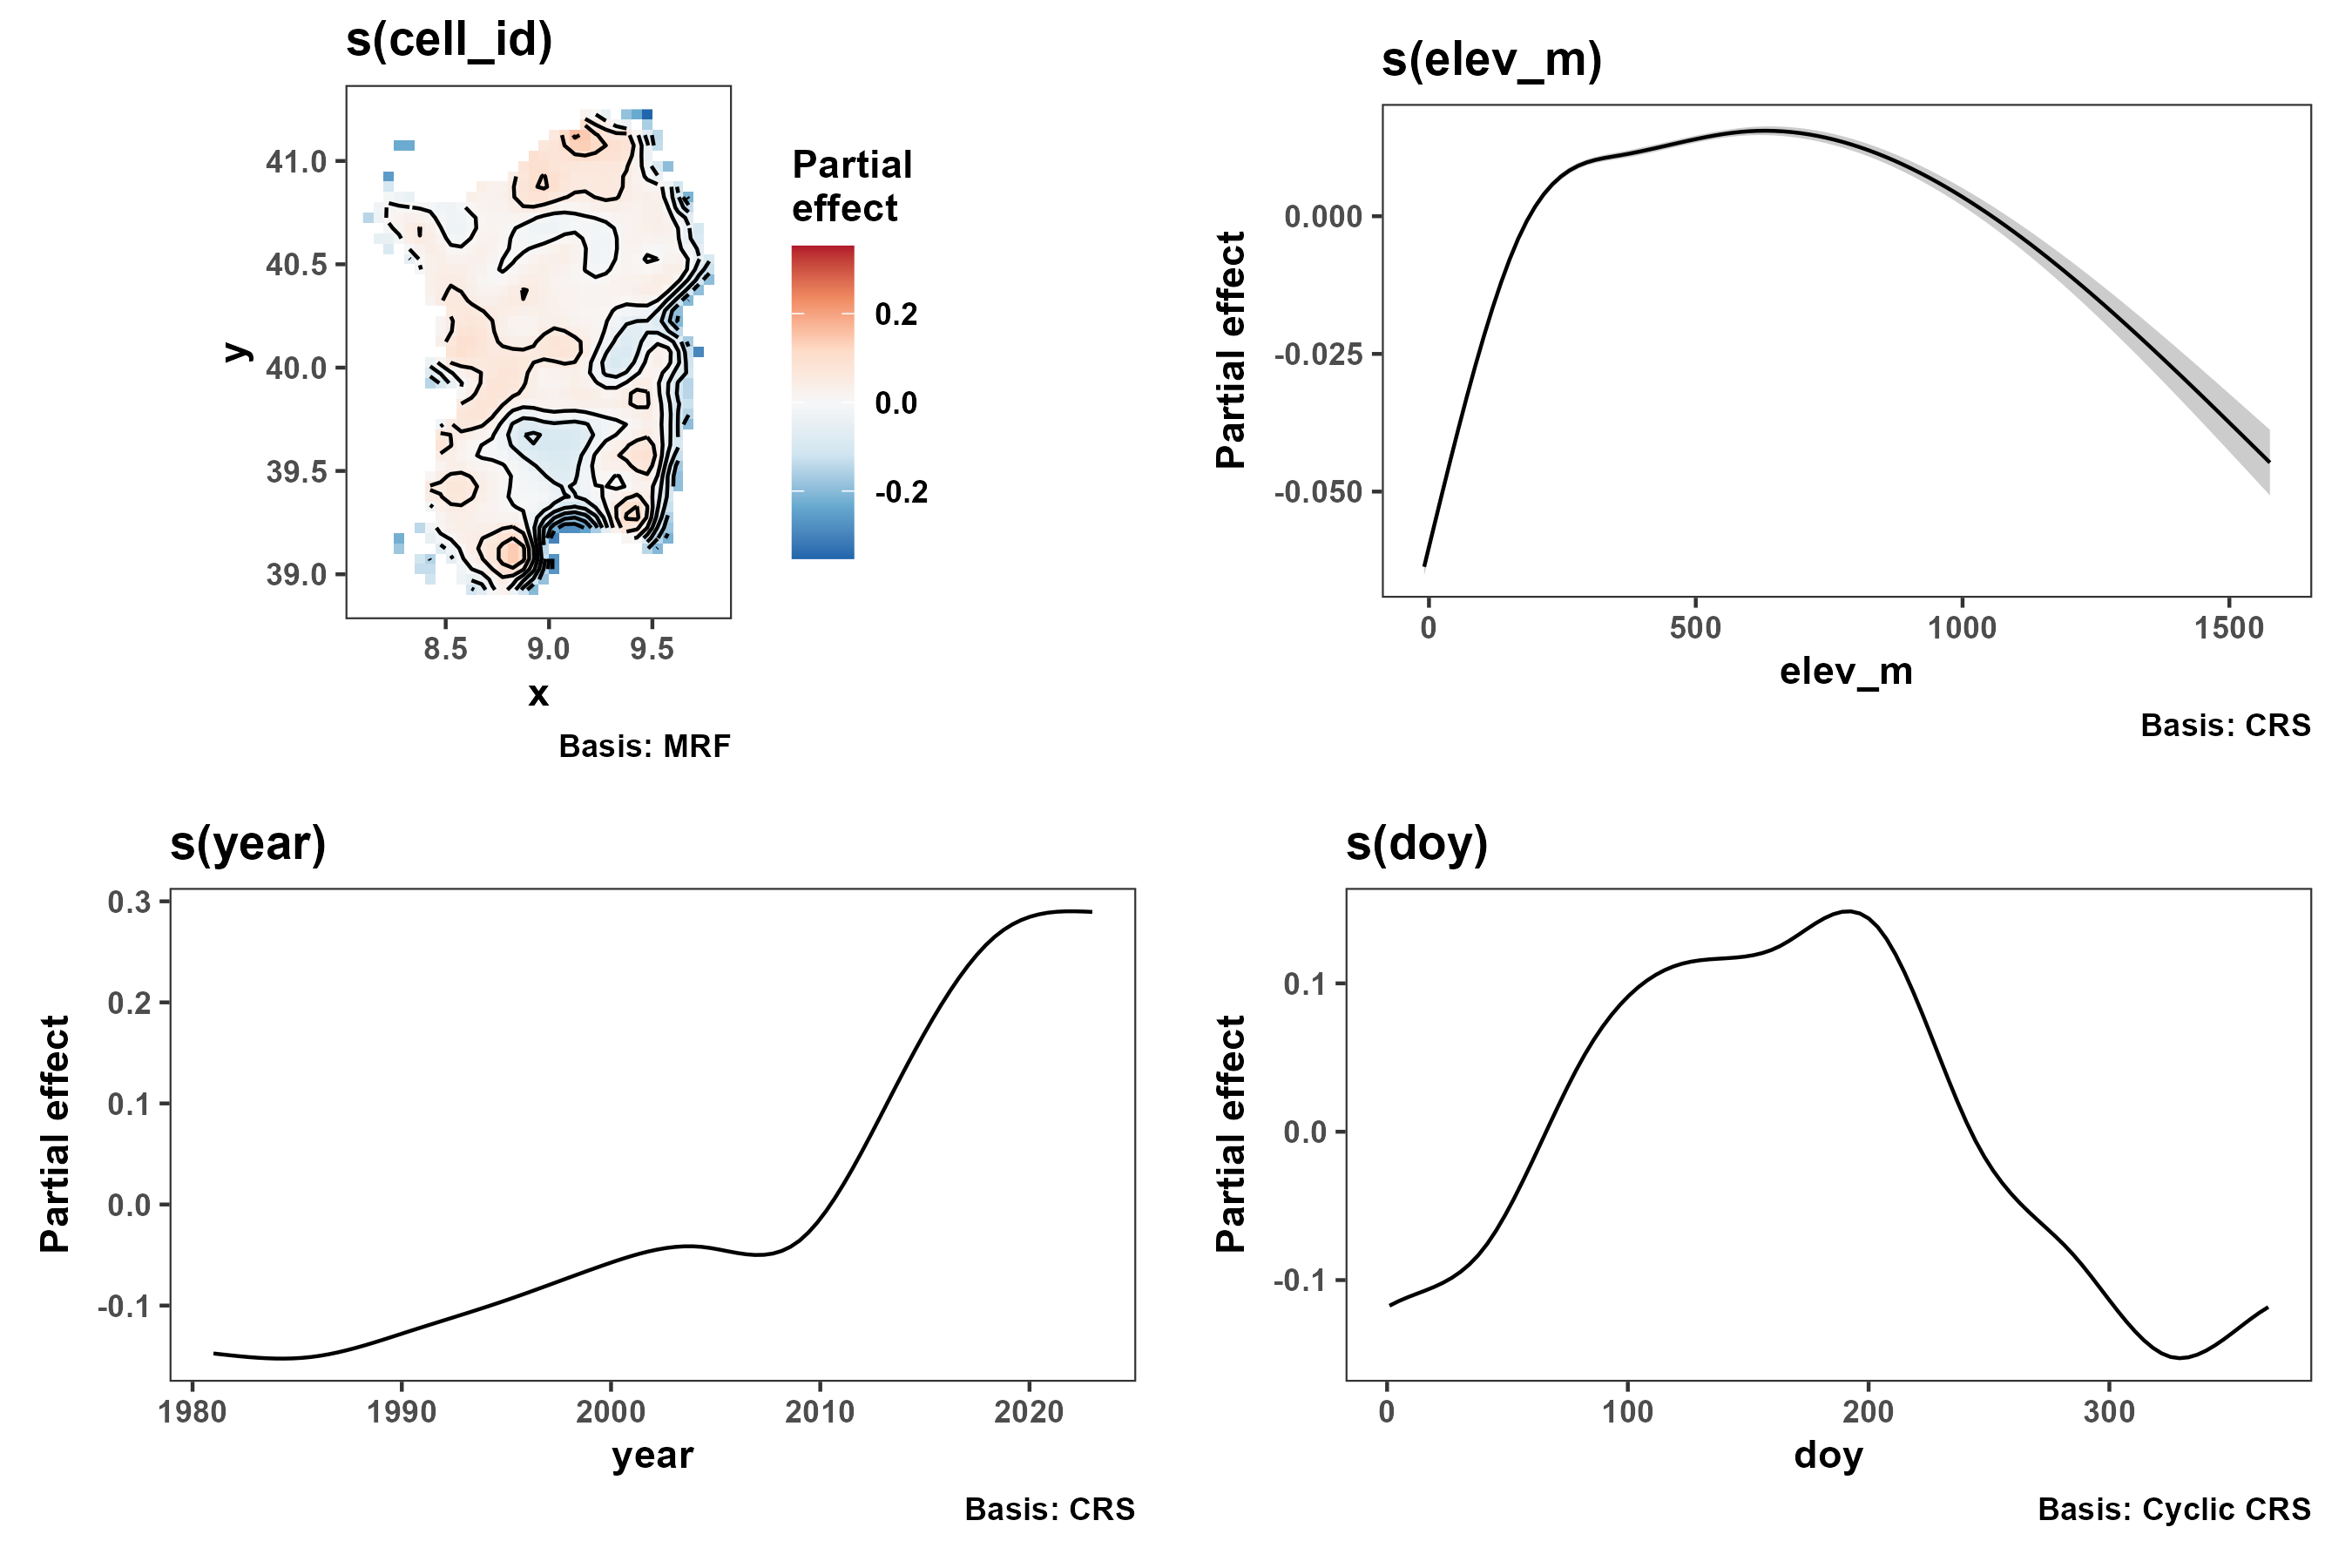 s(cell_id)
41.0
40.5
40.0
39.5
39.0
y
8.5 9.0 9.5
x
Basis: MRF
Partial
effect
0.2
0.0
-0.2
s(elev_m)
0.000
-0.025
-0.050
Partial effect
0 500 1000 1500
elev_m
Basis: CRS
s(year)
0.3
0.2
0.1
0.0
-0.1
Partial effect
1980 1990 2000 2010 2020
year
Basis: CRS
s(doy)
0.1
0.0
-0.1
Partial effect
0 100 200 300
doy
Basis: Cyclic CRS